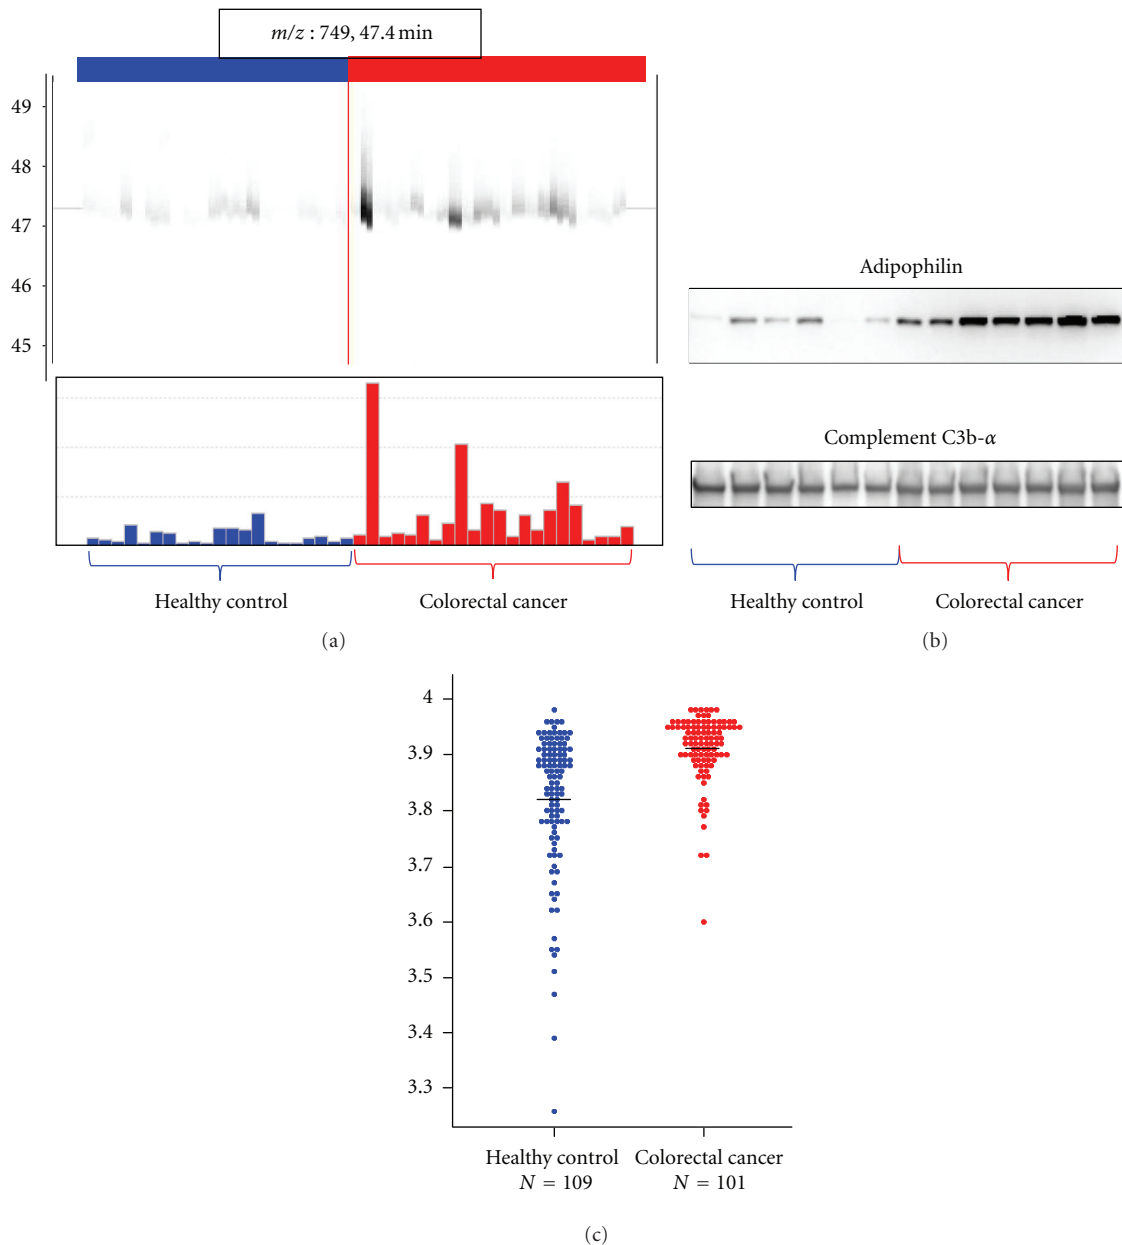 m/z : 749, 47.4 min
49
48
47
46
45
Healthy control
Colorectal cancer
(a)
Adipophilin
Complement C3b-α
Healthy control
Colorectal cancer
(b)
4
3.9
3.8
3.7
3.6
3.5
3.4
3.3
Healthy control
N = 109
Colorectal cancer
N = 101
(c)